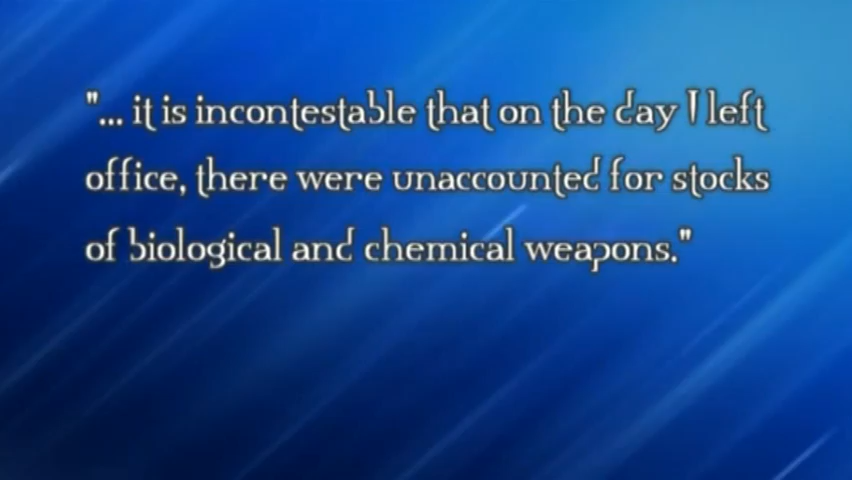 "... it is incontestable that on the day I left
office, there were unaccounted for stocks
of biological and chemical weapons."